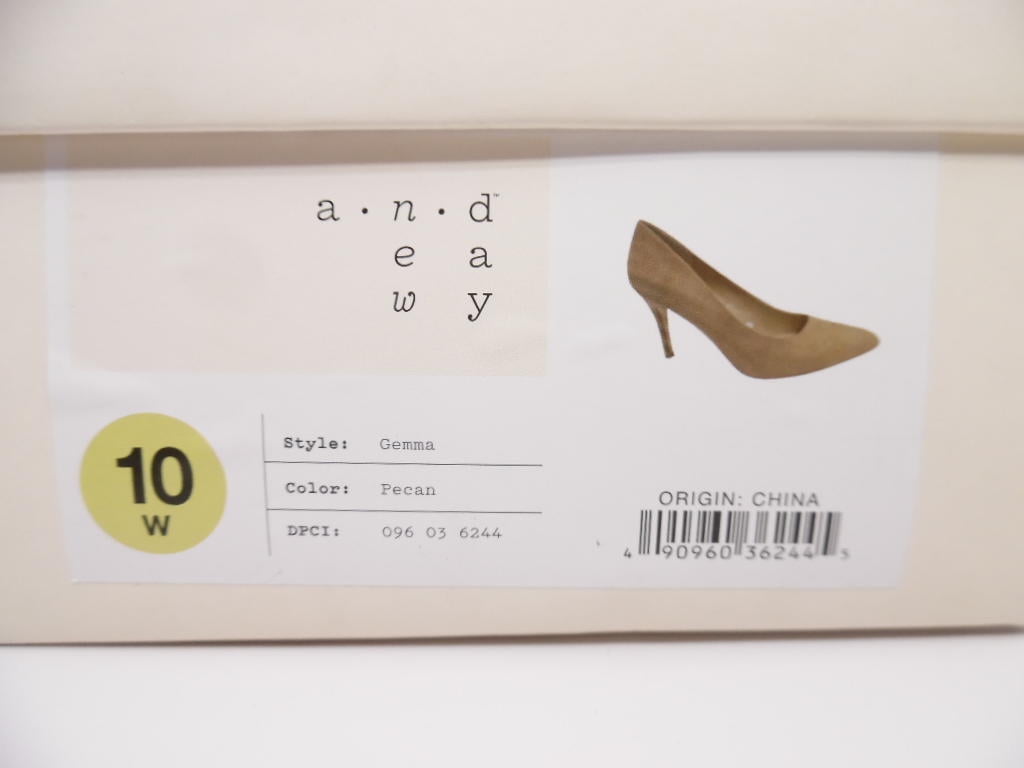 a · n · d™
e a
w y
10
W
Style: Gemma
Color: Pecan
DPCI: 096 03 6244
ORIGIN: CHINA
4 90960 36244 5